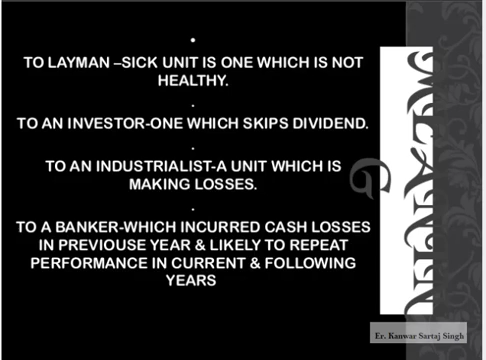 TO LAYMAN –SICK UNIT IS ONE WHICH IS NOT
HEALTHY.
TO AN INVESTOR-ONE WHICH SKIPS DIVIDEND.
TO AN INDUSTRIALIST-A UNIT WHICH IS
MAKING LOSSES.
TO A BANKER-WHICH INCURRED CASH LOSSES
IN PREVIOUSE YEAR & LIKELY TO REPEAT
PERFORMANCE IN CURRENT & FOLLOWING
YEARS
Er. Kanwar Sartaj Singh